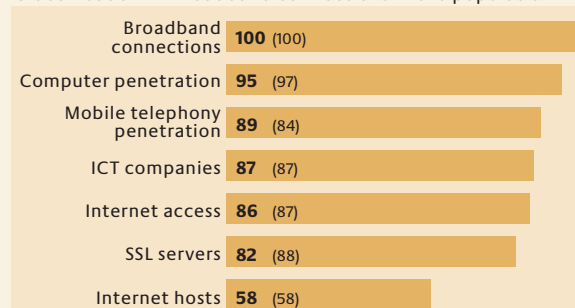 Broadband
connections 100 (100)
Computer penetration 95 (97)
Mobile telephony
penetration 89 (84)
ICT companies 87 (87)
Internet access 86 (87)
SSL servers 82 (88)
Internet hosts 58 (58)